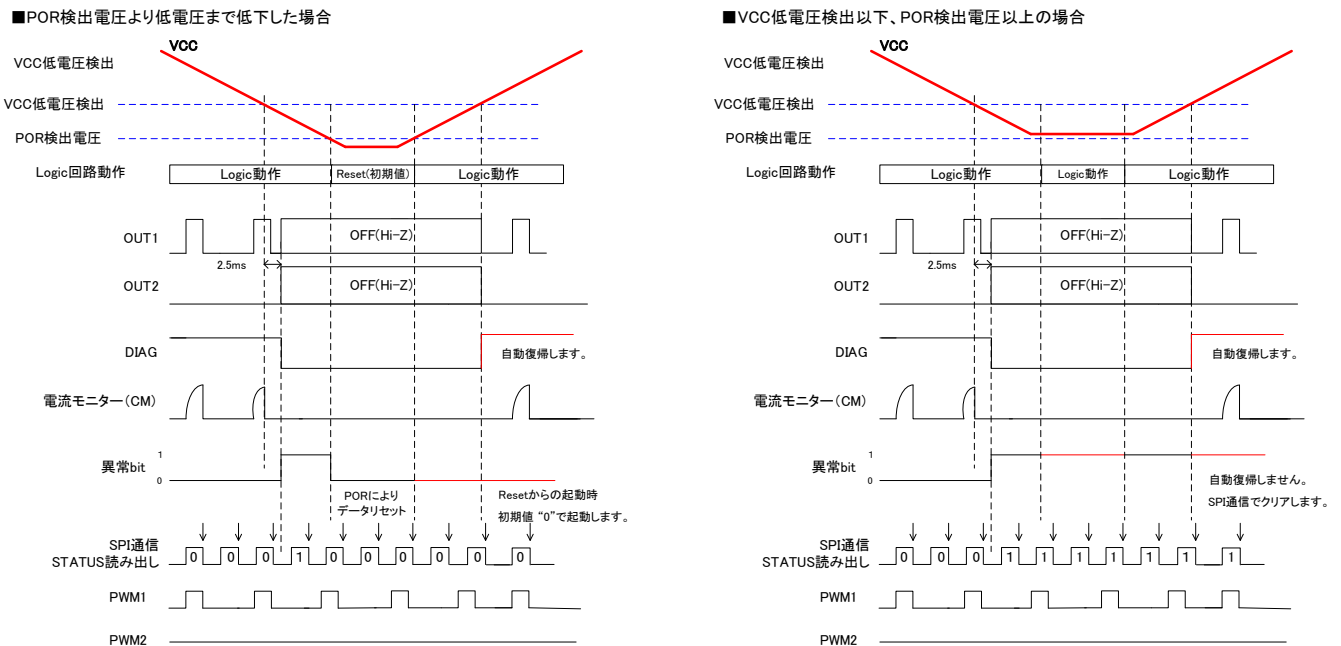 ■POR検出電圧より低電圧まで低下した場合
VCC
VCC低電圧検出
VCC低電圧検出
POR検出電圧
Logic回路動作
Logic動作
Reset(初期値)
Logic動作
OUT1
OFF(Hi-Z)
2.5ms
OUT2
OFF(Hi-Z)
DIAG
自動復帰します。
電流モニター(CM)
異常bit
1
0
PORにより
データリセット
Resetからの起動時
初期値 “0”で起動します。
SPI通信
STATUS読み出し
0 0 0 1 0 0 0 0 0 0
PWM1
PWM2
■VCC低電圧検出以下、POR検出電圧以上の場合
VCC
VCC低電圧検出
VCC低電圧検出
POR検出電圧
Logic回路動作
Logic動作
Logic動作
Logic動作
OUT1
OFF(Hi-Z)
2.5ms
OUT2
OFF(Hi-Z)
DIAG
自動復帰します。
電流モニター(CM)
異常bit
1
0
自動復帰しません。
SPI通信でクリアします。
SPI通信
STATUS読み出し
0 0 0 1 1 1 1 1 1 1
PWM1
PWM2